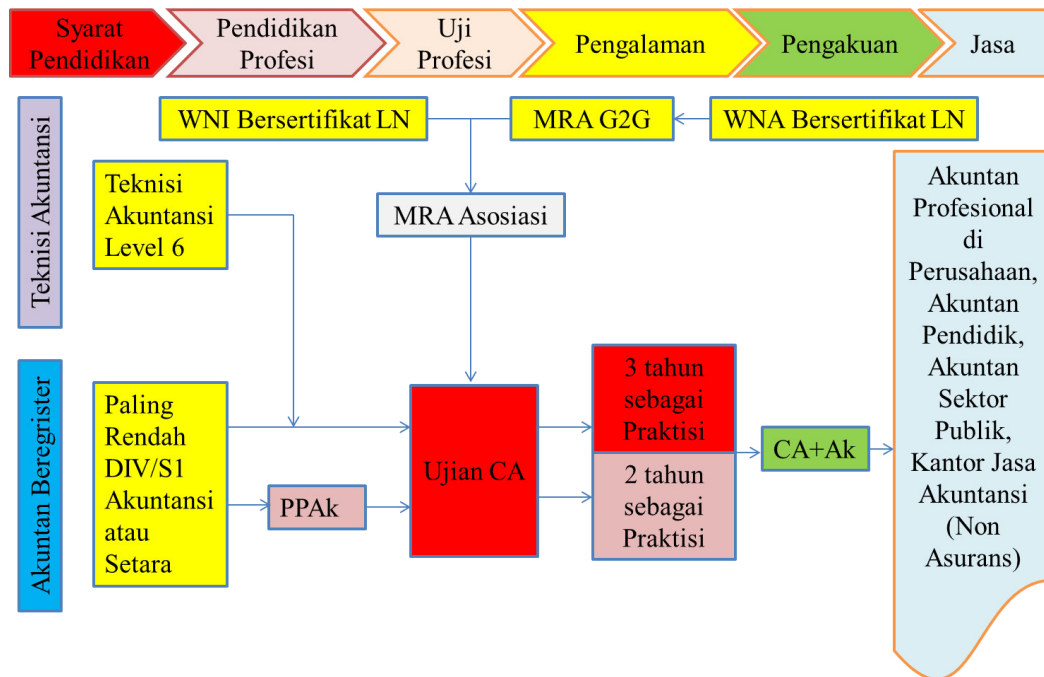 Syarat
Pendidikan
Pendidikan
Profesi
Uji
Profesi
Pengalaman
Pengakuan
Jasa
Teknisi Akuntansi
WNI Bersertifikat LN
MRA G2G
WNA Bersertifikat LN
Teknisi
Akuntansi
Level 6
MRA Asosiasi
Akuntan
Profesional
di
Perusahaan,
Akuntan
Pendidik,
Akuntan
Sektor
Publik,
Kantor Jasa
Akuntansi
(Non
Asurans)
Akuntan Beregrister
Paling
Rendah
DIV/S1
Akuntansi
atau
Setara
PPAk
Ujian CA
3 tahun
sebagai
Praktisi
2 tahun
sebagai
Praktisi
CA+Ak